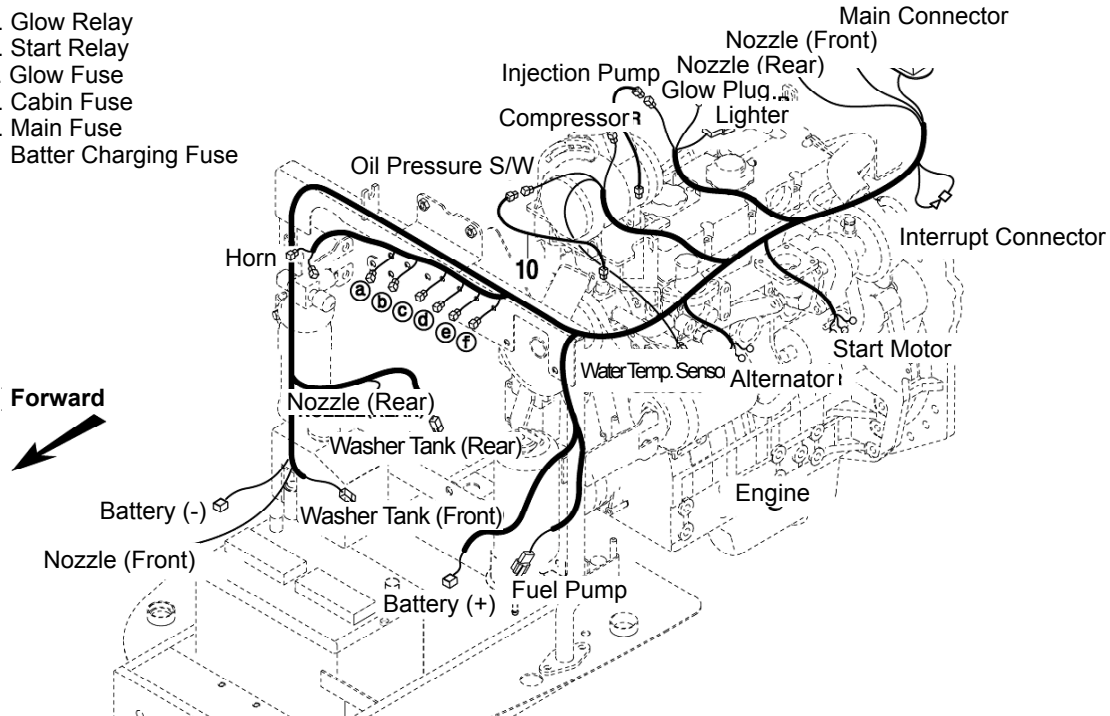 . Glow Relay
. Start Relay
. Glow Fuse
. Cabin Fuse
. Main Fuse
Batter Charging Fuse
Main Connector
Nozzle (Front)
Nozzle (Rear)
Injection Pump
Glow Plug
Compressor
Lighter
Oil Pressure S/W
Interrupt Connector
Horn
10
a
b
c
d
e
f
Start Motor
Water Temp. Senso
Alternator
Forward
Nozzle (Rear)
Washer Tank (Rear)
Engine
Battery (-)
Washer Tank (Front)
Nozzle (Front)
Battery (+)
Fuel Pump